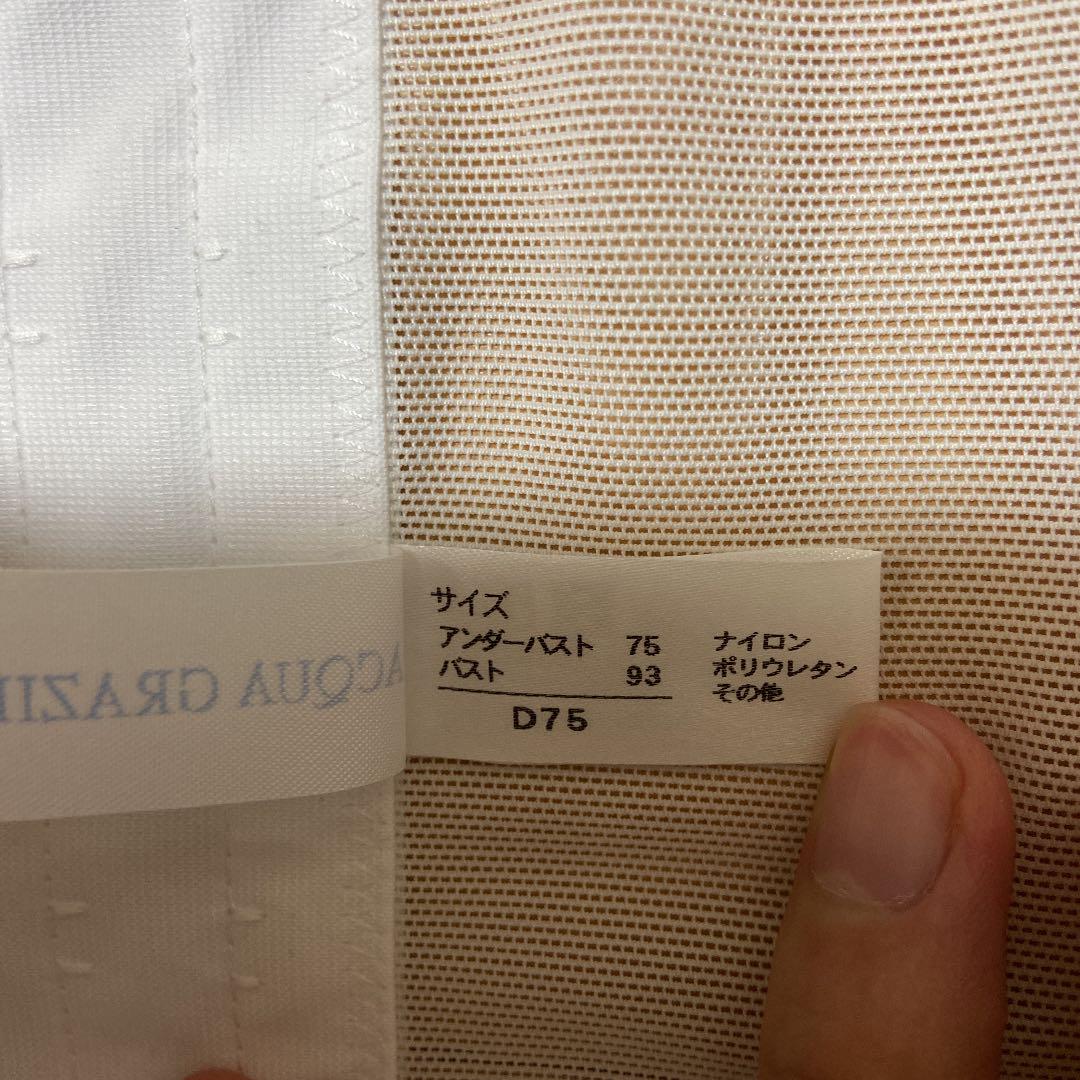 サイズ
アンダーバスト 75
バスト 93
D75
ナイロン
ポリウレタン
その他
ACQUA GRAZI